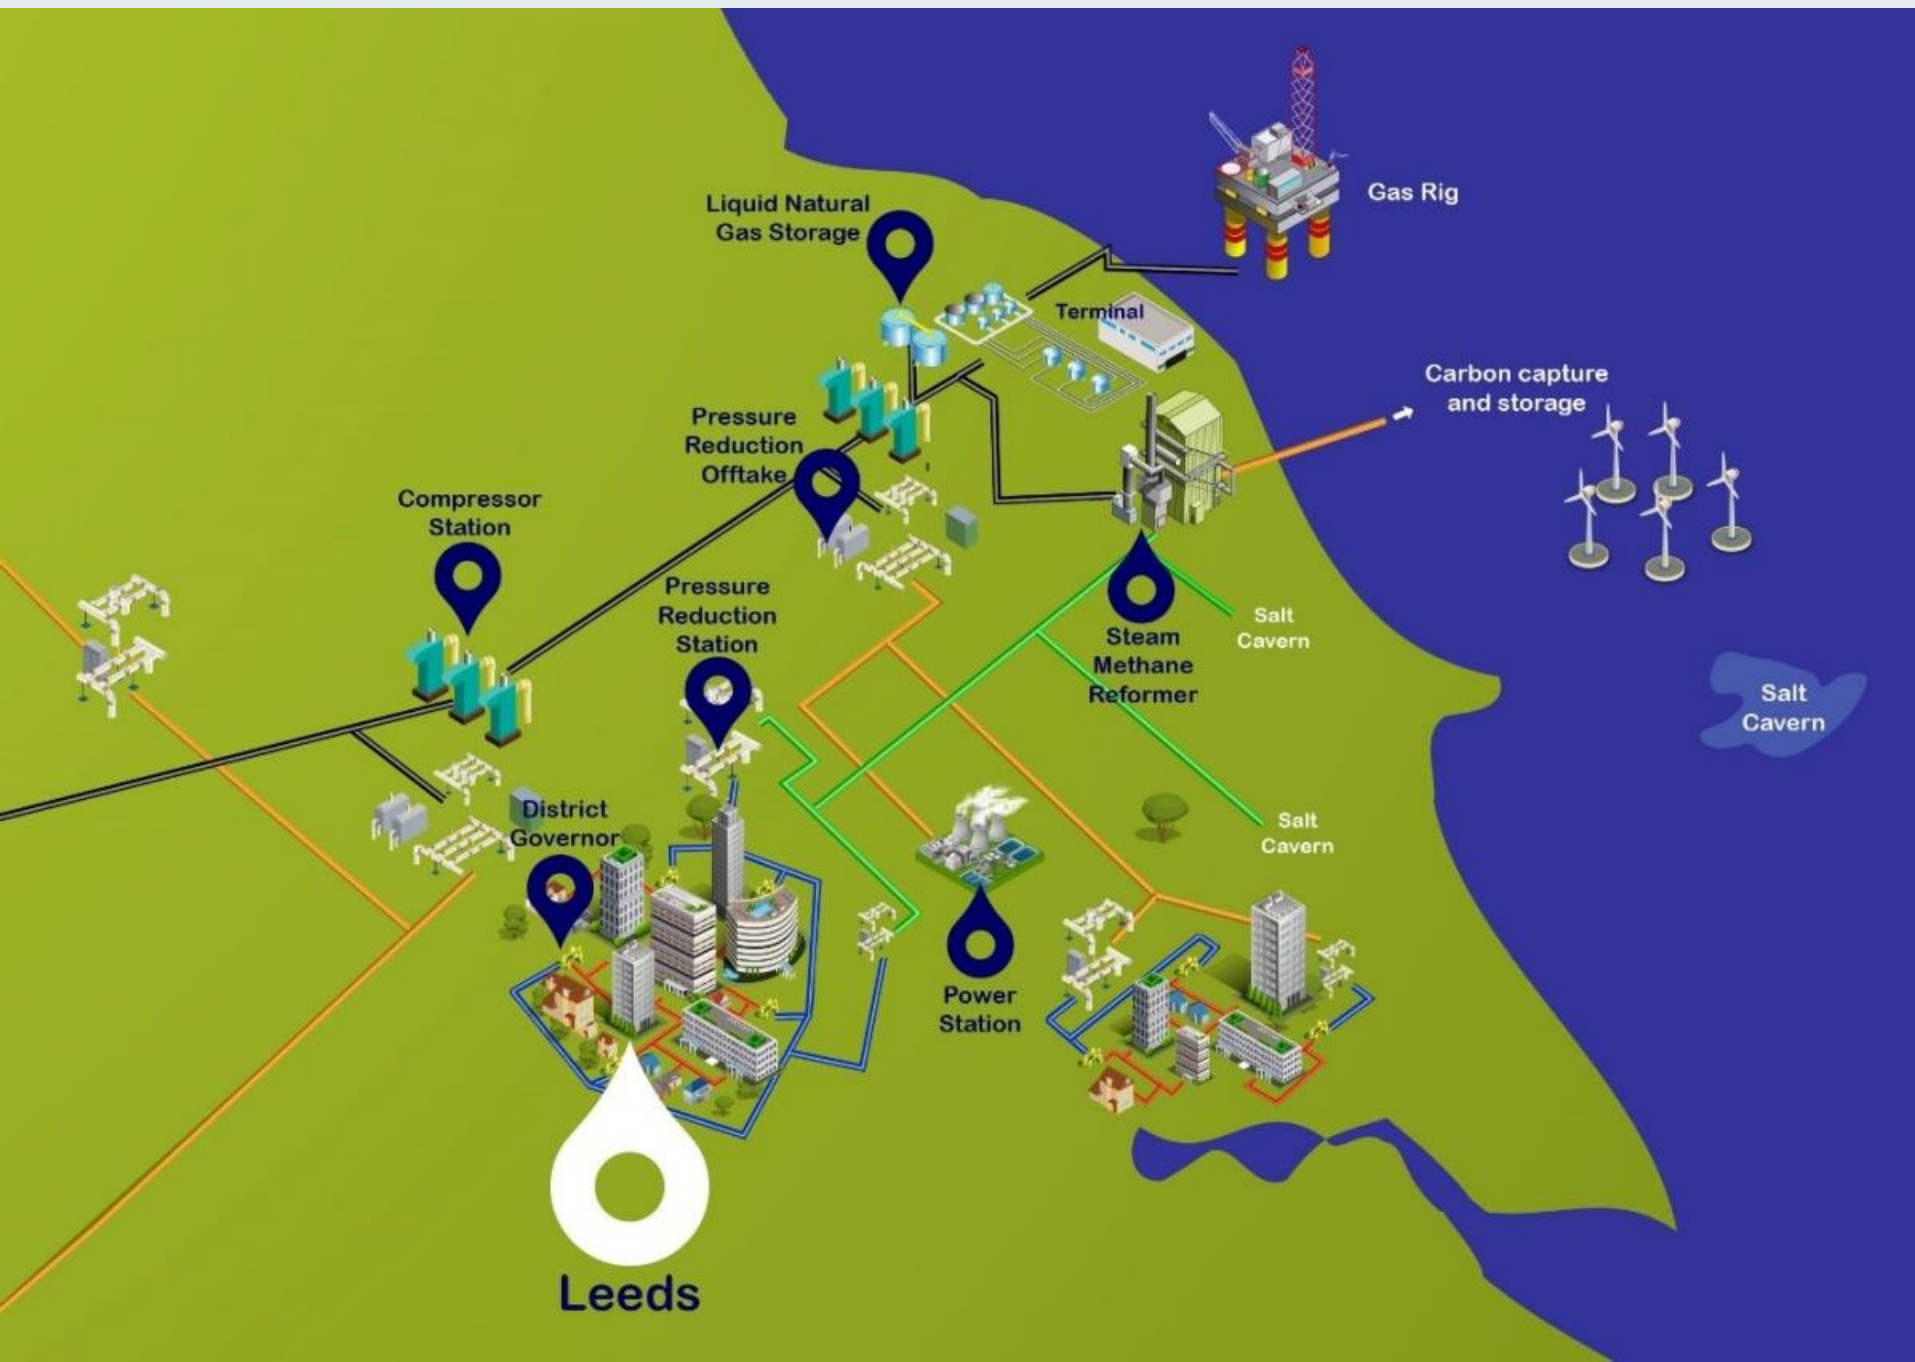 Gas Rig
Liquid Natural
Gas Storage
Terminal
Carbon capture
and storage
Pressure
Reduction
Offtake
Compressor
Station
Pressure
Reduction
Station
Salt
Cavern
Steam
Methane
Reformer
Salt
Cavern
District
Governor
Salt
Cavern
Power
Station
Leeds